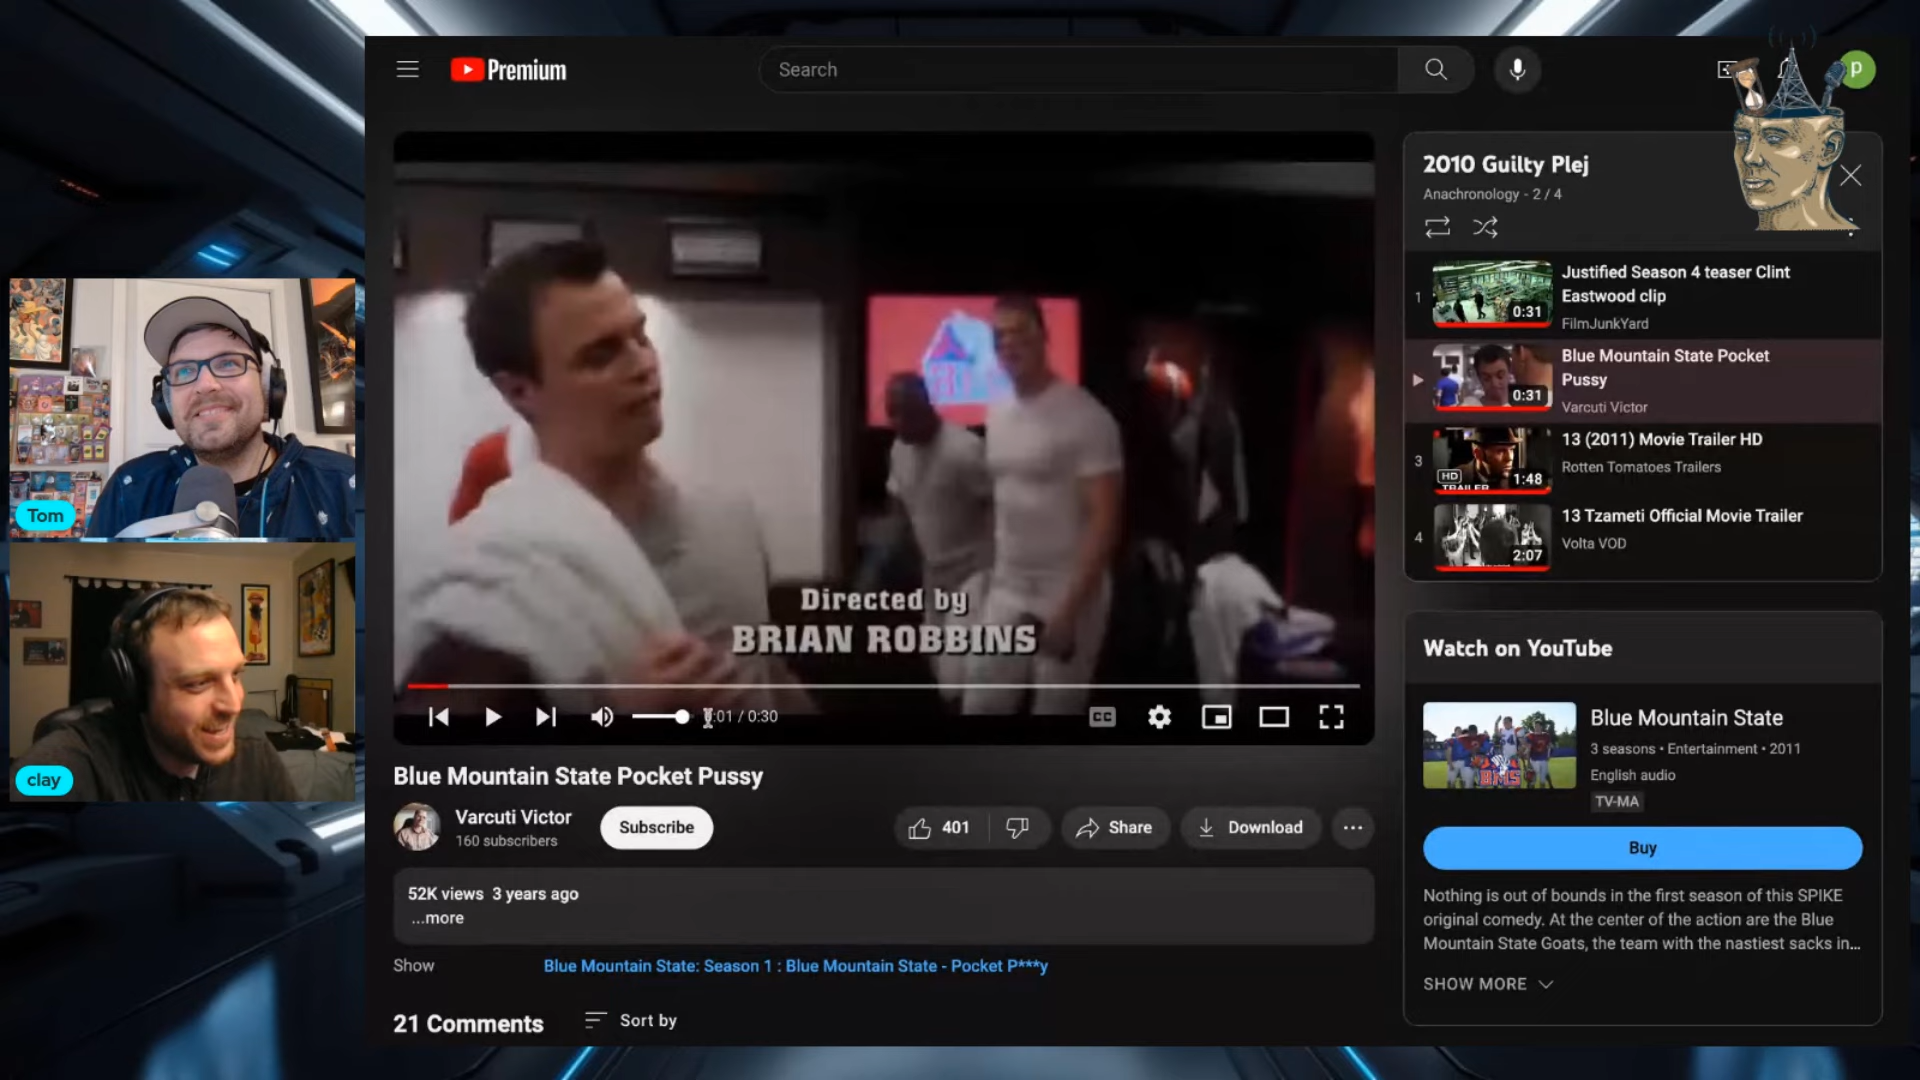 Premium
Search
P
2010 Guilty Plej
Anachronology - 2 / 4
1
Justified Season 4 teaser Clint
Eastwood clip
FilmJunkYard
0:31
Blue Mountain State Pocket
Pussy
Varcuti Victor
0:31
3
13 (2011) Movie Trailer HD
Rotten Tomatoes Trailers
HD
TRAILER
1:48
4
13 Tzameti Official Movie Trailer
Volta VOD
2:07
Tom
clay
Directed by
BRIAN ROBBINS
0:01 / 0:30
CC
Blue Mountain State Pocket Pussy
Varcuti Victor
160 subscribers
Subscribe
401
Share
Download
52K views 3 years ago
...more
Show
Blue Mountain State: Season 1 : Blue Mountain State - Pocket P***y
21 Comments
Sort by
Watch on YouTube
BMS
Blue Mountain State
3 seasons • Entertainment • 2011
English audio
TV-MA
Buy
Nothing is out of bounds in the first season of this SPIKE
original comedy. At the center of the action are the Blue
Mountain State Goats, the team with the nastiest sacks in...
SHOW MORE